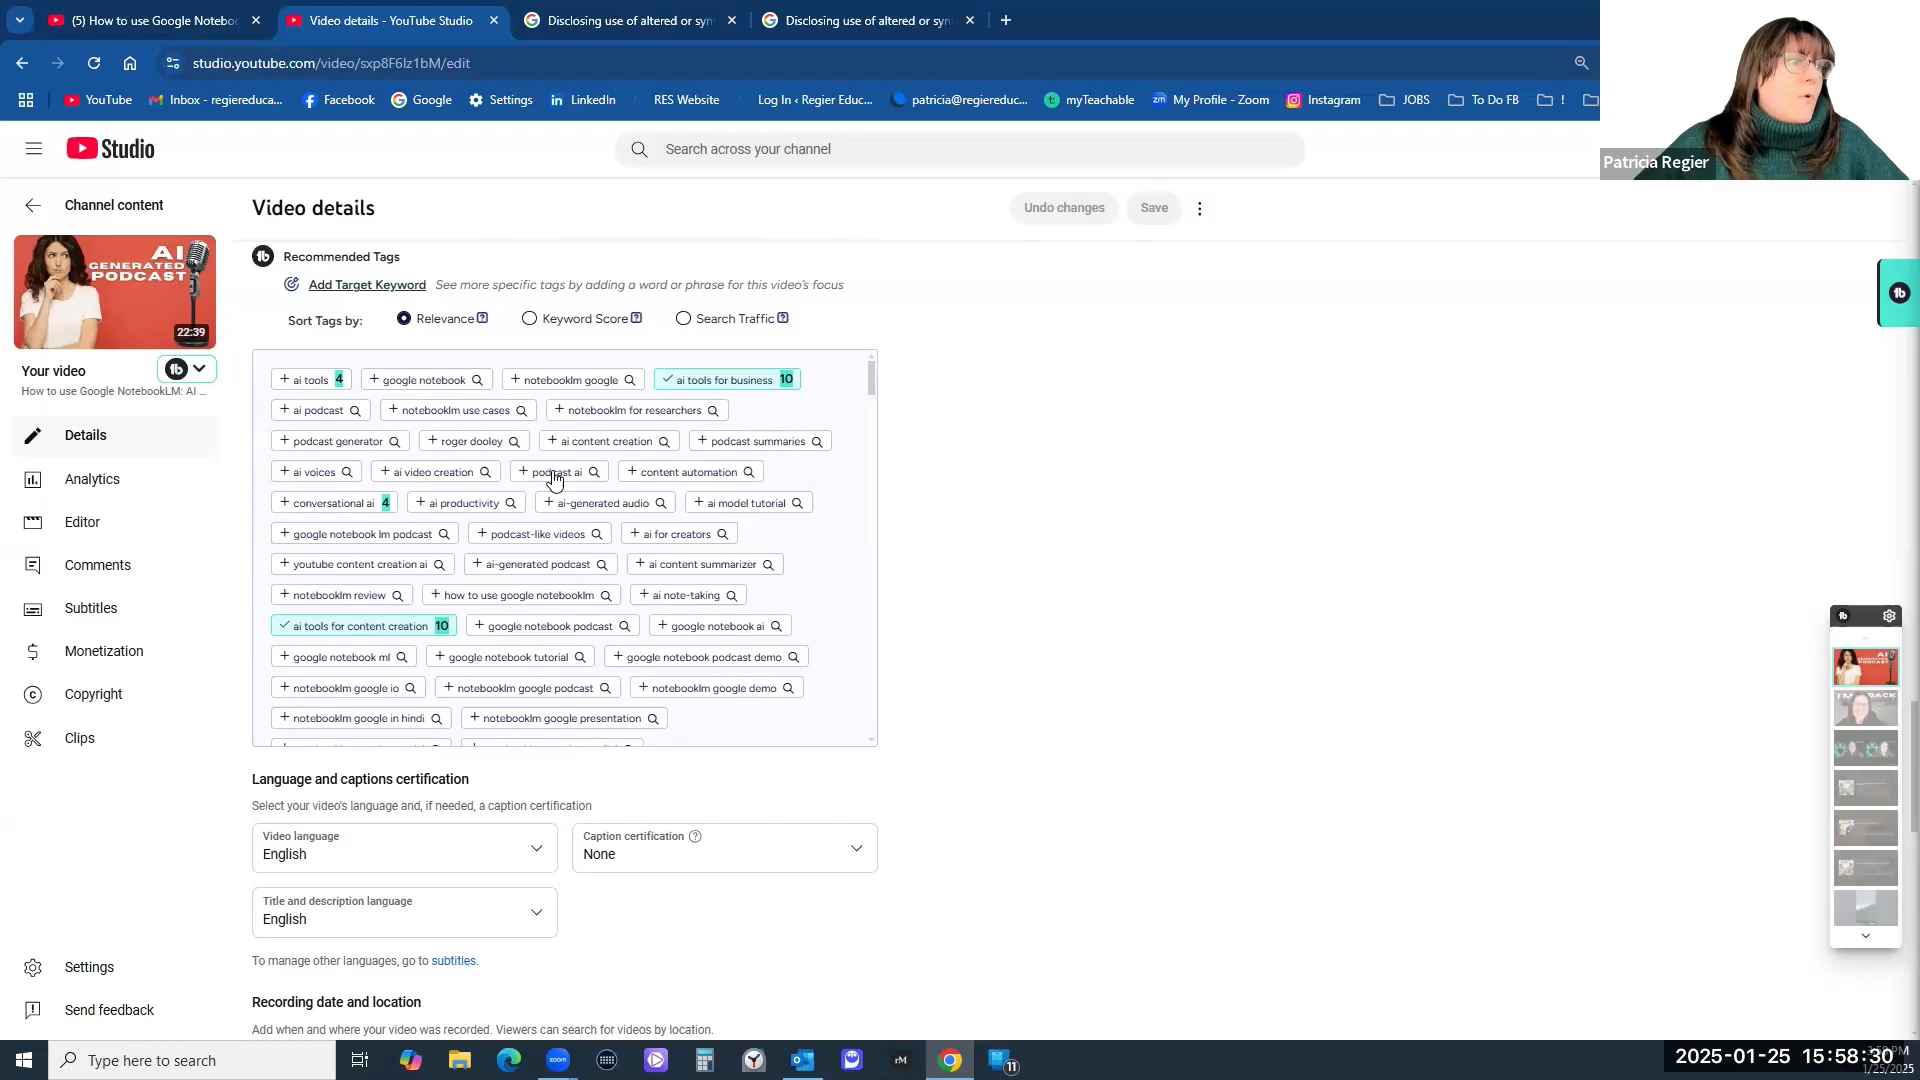 (5) How to use Google Notebo
Video details - YouTube Studio
Disclosing use of altered or syn
Disclosing use of altered or syn
studio.youtube.com/video/sxp8F6lz1bM/edit
YouTube
Inbox - regiereduca...
Facebook
Google
Settings
LinkedIn
RES Website
Log In ‹ Regier Educ...
patricia@regiereduc...
myTeachable
My Profile - Zoom
Instagram
JOBS
To Do FB
!
Patricia Regier
Studio
Search across your channel
Channel content
Video details
Undo changes
Save
AI
GENERATED
PODCAST
22:39
Your video
How to use Google NotebookLM: AI ...
Details
Analytics
Editor
Comments
Subtitles
Monetization
Copyright
Clips
Settings
Send feedback
Recommended Tags
Add Target Keyword See more specific tags by adding a word or phrase for this video's focus
Sort Tags by: Relevance ? Keyword Score ? Search Traffic ?
+ ai tools 4 + google notebook + notebooklm google ✓ ai tools for business 10
+ ai podcast + notebooklm use cases + notebooklm for researchers
+ podcast generator + roger dooley + ai content creation + podcast summaries
+ ai voices + ai video creation + podcast ai + content automation
+ conversational ai 4 + ai productivity + ai-generated audio + ai model tutorial
+ google notebook lm podcast + podcast-like videos + ai for creators
+ youtube content creation ai + ai-generated podcast + ai content summarizer
+ notebooklm review + how to use google notebooklm + ai note-taking
✓ ai tools for content creation 10 + google notebook podcast + google notebook ai
+ google notebook ml + google notebook tutorial + google notebook podcast demo
+ notebooklm google io + notebooklm google podcast + notebooklm google demo
+ notebooklm google in hindi + notebooklm google presentation
Language and captions certification
Select your video's language and, if needed, a caption certification
Video language
English
Caption certification ?
None
Title and description language
English
To manage other languages, go to subtitles.
Recording date and location
Add when and where your video was recorded. Viewers can search for videos by location.
Type here to search
zoom
rM
11
2025-01-25 15:58:30
1/25/2025